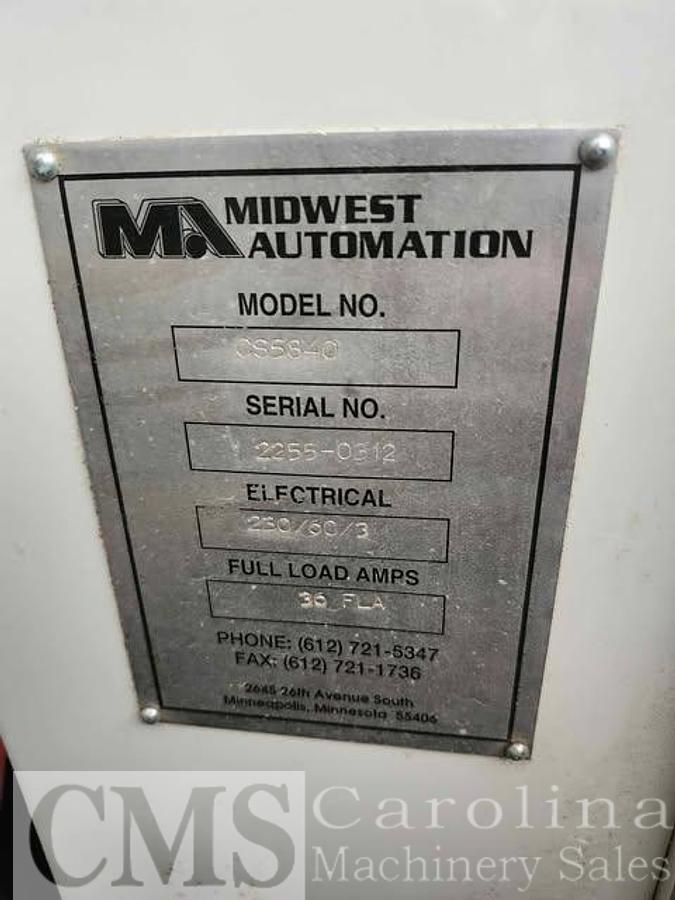 MA MIDWEST
AUTOMATION
MODEL NO.
CS5640
SERIAL NO.
2255-0312
ELECTRICAL
230/60/3
FULL LOAD AMPS
36 FLA
PHONE: (612) 721-5347
FAX: (612) 721-1736
2645 26th Avenue South
Minneapolis, Minnesota 55406
CMS Carolina
Machinery Sales